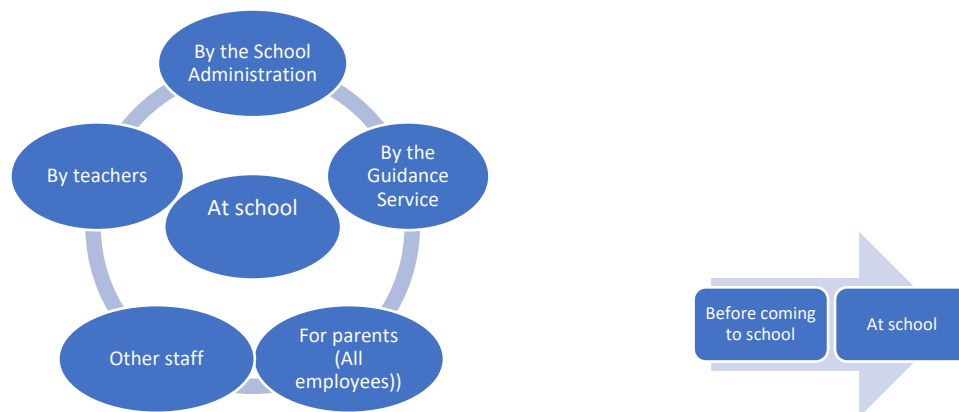 By the School
Administration
By the
Guidance
Service
For parents
(All
employees))
Other staff
By teachers
At school
Before coming
to school
At school